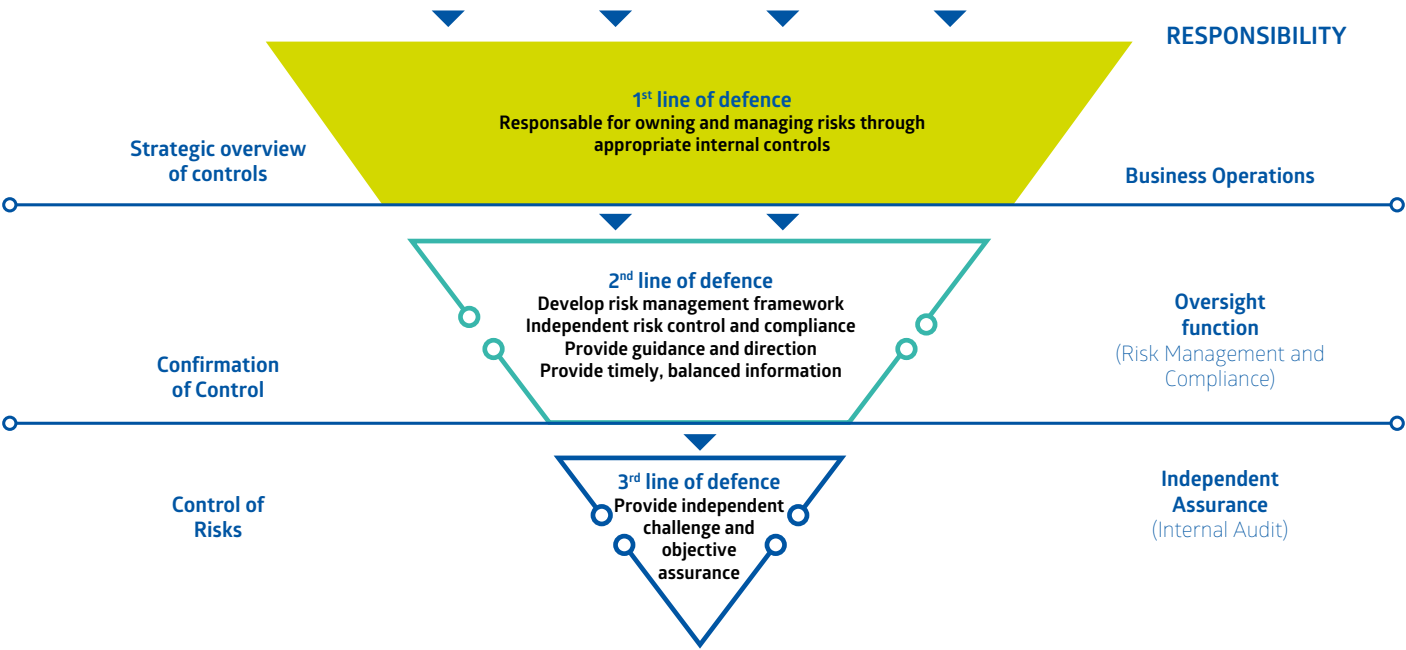 RESPONSIBILITY
1st line of defence
Responsable for owning and managing risks through
appropriate internal controls
Strategic overview
of controls
Business Operations
2nd line of defence
Develop risk management framework
Independent risk control and compliance
Provide guidance and direction
Provide timely, balanced information
Confirmation
of Control
Oversight
function
(Risk Management and
Compliance)
3rd line of defence
Provide independent
challenge and
objective
assurance
Control of
Risks
Independent
Assurance
(Internal Audit)